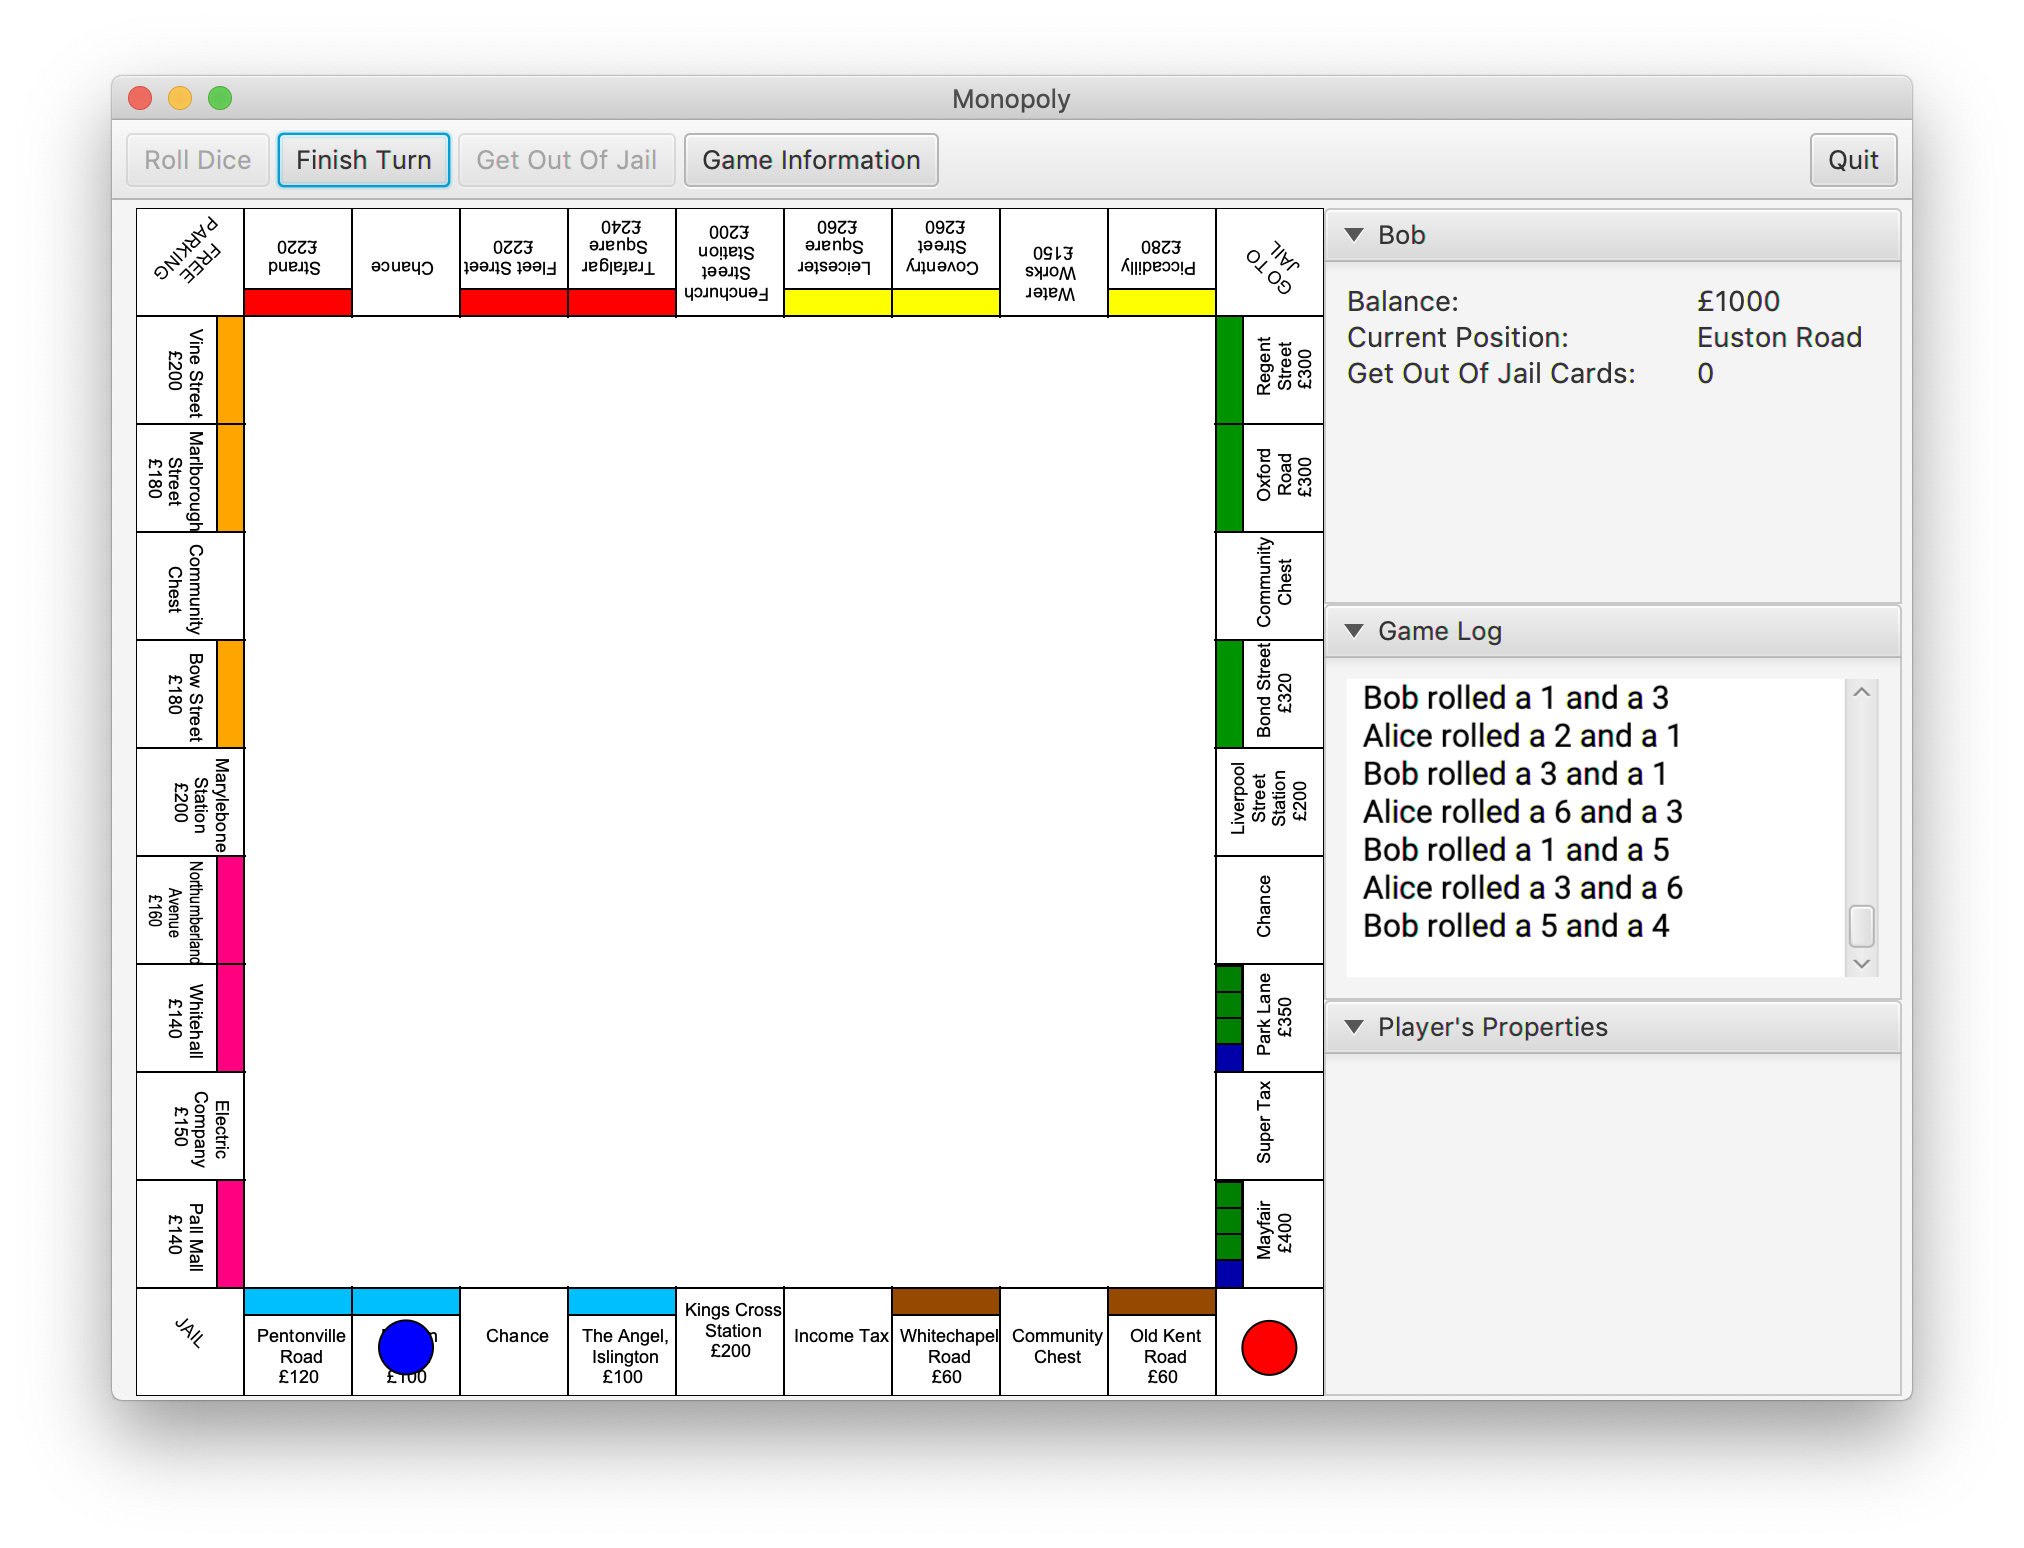 Monopoly
Roll Dice
Finish Turn
Get Out Of Jail
Game Information
Quit
FREE
PARKING
Strand
£220
Chance
Fleet Street
£220
Trafalgar
Square
£240
Fenchurch
Street
Station
£200
Leicester
Square
£260
Coventry
Street
£260
Water
Works
£150
Piccadilly
£280
GO TO
JAIL
Vine Street
£200
Marlborough
Street
£180
Community
Chest
Bow Street
£180
Marylebone
Station
£200
Northumberland
Avenue
£160
Whitehall
£140
Electric
Company
£150
Pall Mall
£140
Regent
Street
£300
Oxford
Road
£300
Community
Chest
Bond Street
£320
Liverpool
Street
Station
£200
Chance
Park Lane
£350
Super Tax
Mayfair
£400
JAIL
Pentonville
Road
£120
£100
Chance
The Angel,
Islington
£100
Kings Cross
Station
£200
Income Tax
Whitechapel
Road
£60
Community
Chest
Old Kent
Road
£60
Bob
Balance: £1000
Current Position: Euston Road
Get Out Of Jail Cards: 0
Game Log
Bob rolled a 1 and a 3
Alice rolled a 2 and a 1
Bob rolled a 3 and a 1
Alice rolled a 6 and a 3
Bob rolled a 1 and a 5
Alice rolled a 3 and a 6
Bob rolled a 5 and a 4
Player's Properties